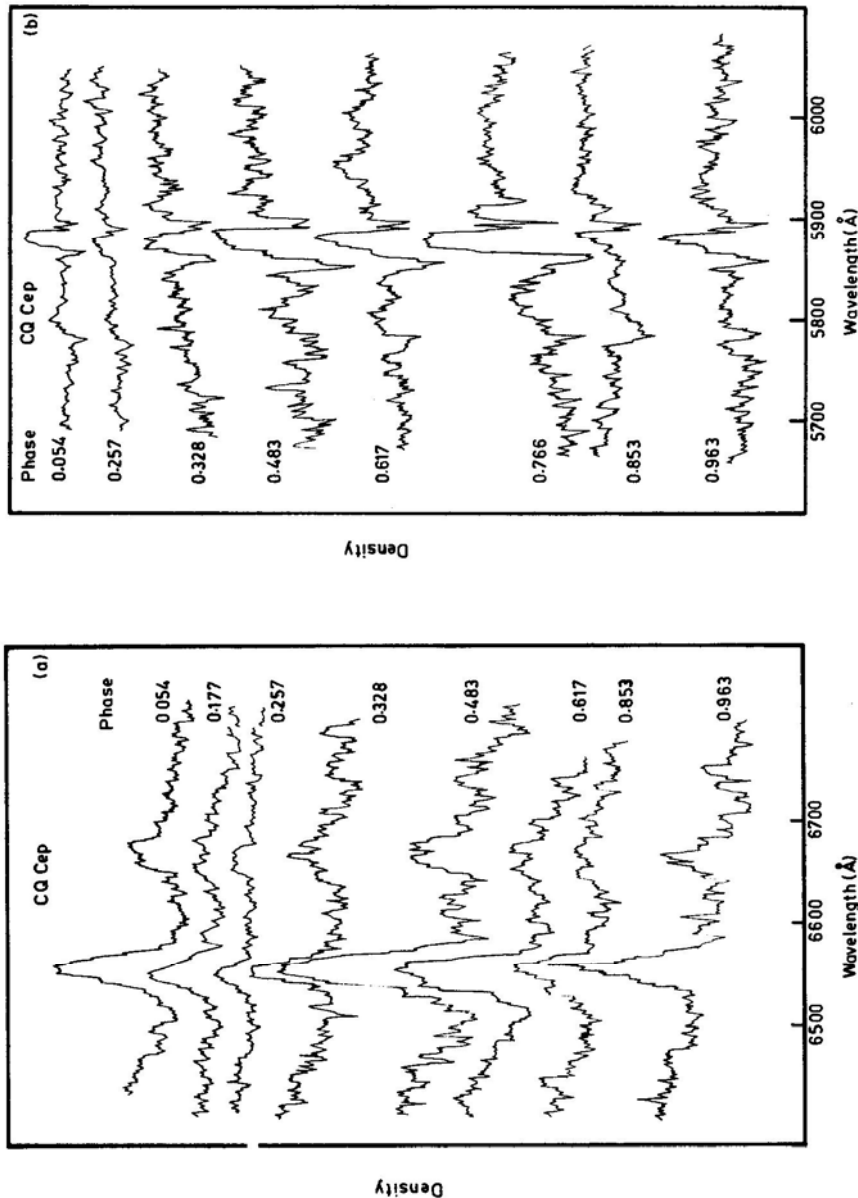 (a)
CQ Cep
Phase
0·054
0·177
0·257
0·328
0·483
0·617
0·853
0·963
Density
6500
6600
6700
Wavelength(Å)
(b)
CQ Cep
Phase
0·054
0·257
0·328
0·483
0·617
0·766
0·853
0·963
Density
5700
5800
5900
6000
Wavelength(Å)